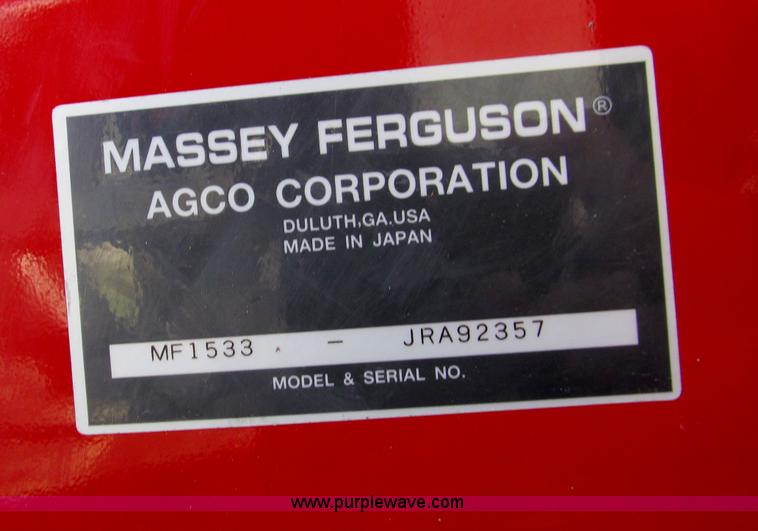 MASSEY FERGUSON®
AGCO CORPORATION
DULUTH,GA.USA
MADE IN JAPAN
MF1533 - JRA92357
MODEL & SERIAL NO.
www.purplewave.com